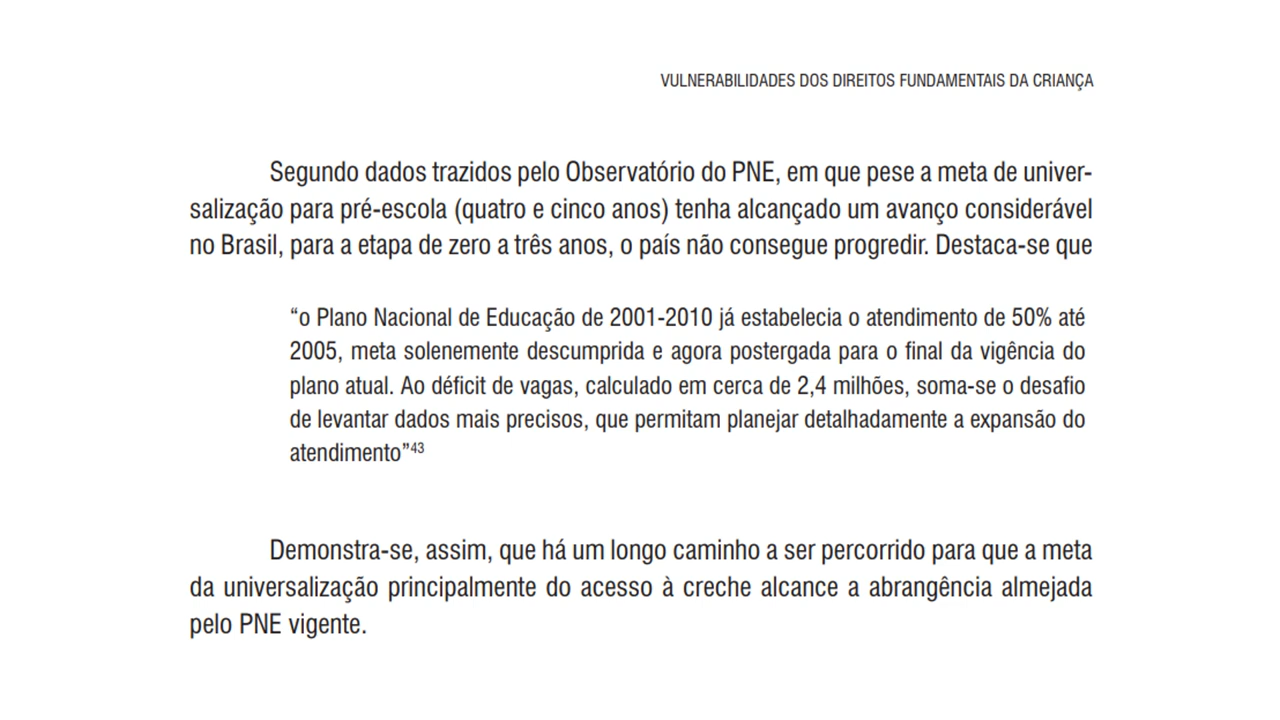 VULNERABILIDADES DOS DIREITOS FUNDAMENTAIS DA CRIANÇA
Segundo dados trazidos pelo Observatório do PNE, em que pese a meta de univer-
salização para pré-escola (quatro e cinco anos) tenha alcançado um avanço considerável
no Brasil, para a etapa de zero a três anos, o país não consegue progredir. Destaca-se que
“o Plano Nacional de Educação de 2001-2010 já estabelecia o atendimento de 50% até
2005, meta solenemente descumprida e agora postergada para o final da vigência do
plano atual. Ao déficit de vagas, calculado em cerca de 2,4 milhões, soma-se o desafio
de levantar dados mais precisos, que permitam planejar detalhadamente a expansão do
atendimento”43
Demonstra-se, assim, que há um longo caminho a ser percorrido para que a meta
da universalização principalmente do acesso à creche alcance a abrangência almejada
pelo PNE vigente.